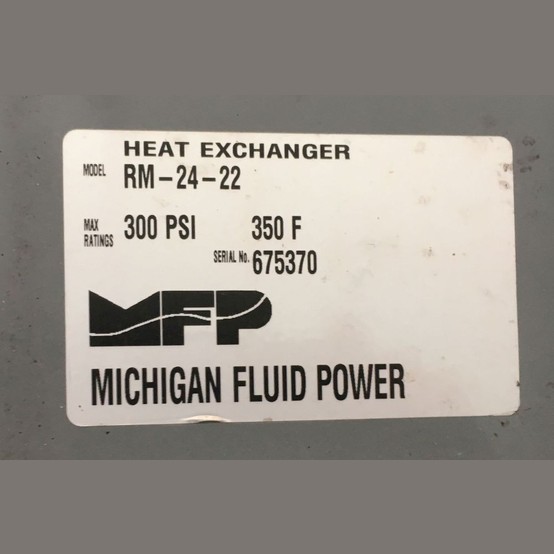 HEAT EXCHANGER
MODEL RM-24-22
MAX RATINGS 300 PSI 350 F
SERIAL No. 675370
MFP
MICHIGAN FLUID POWER